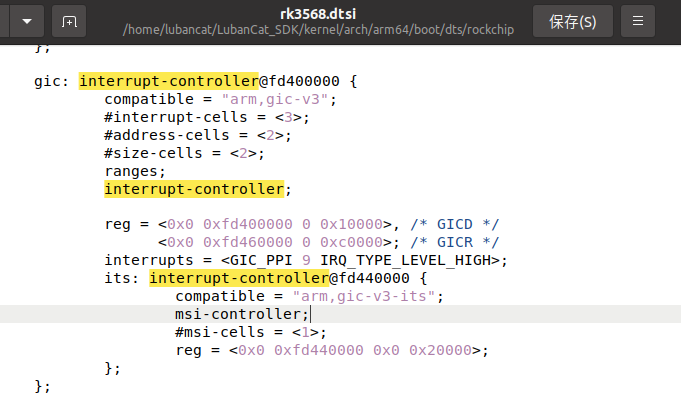 rk3568.dtsi
/home/lubancat/LubanCat_SDK/kernel/arch/arm64/boot/dts/rockchip
保存(S)
};
gic: interrupt-controller@fd400000 {
compatible = "arm,gic-v3";
#interrupt-cells = <3>;
#address-cells = <2>;
#size-cells = <2>;
ranges;
interrupt-controller;
reg = <0x0 0xfd400000 0 0x10000>, /* GICD */
<0x0 0xfd460000 0 0xc0000>; /* GICR */
interrupts = <GIC_PPI 9 IRQ_TYPE_LEVEL_HIGH>;
its: interrupt-controller@fd440000 {
compatible = "arm,gic-v3-its";
msi-controller;
#msi-cells = <1>;
reg = <0x0 0xfd440000 0x0 0x20000>;
};
};